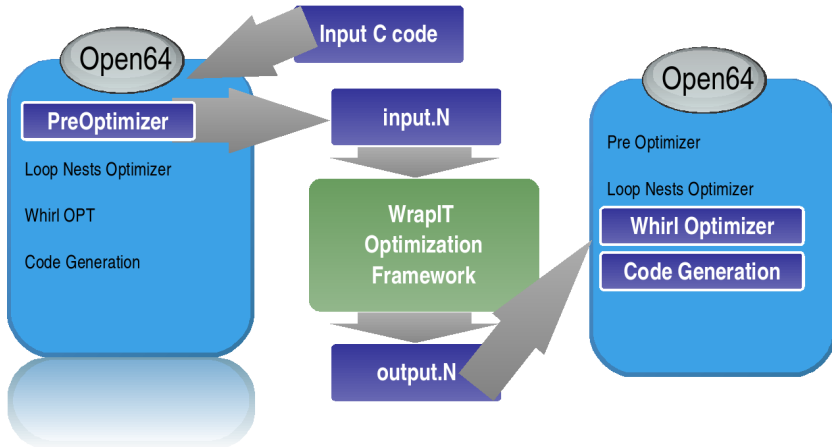 Open64
Input C code
PreOptimizer
Loop Nests Optimizer
Whirl OPT
Code Generation
input.N
WrapIT
Optimization
Framework
output.N
Open64
Pre Optimizer
Loop Nests Optimizer
Whirl Optimizer
Code Generation